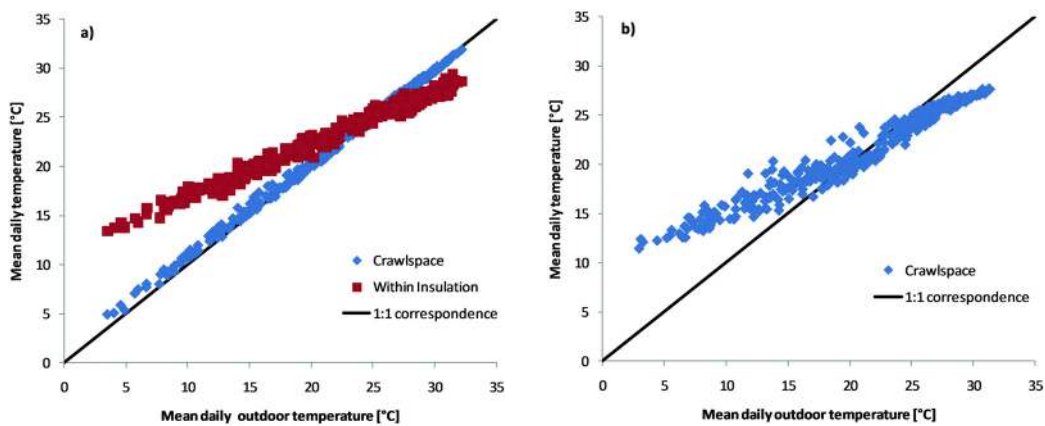 a)
35
30
25
20
15
10
5
0
Mean daily temperature [°C]
Crawlspace
Within Insulation
1:1 correspondence
0 5 10 15 20 25 30 35
Mean daily outdoor temperature [°C]
b)
35
30
25
20
15
10
5
0
Mean daily temperature [°C]
Crawlspace
1:1 correspondence
0 5 10 15 20 25 30 35
Mean daily outdoor temperature [°C]